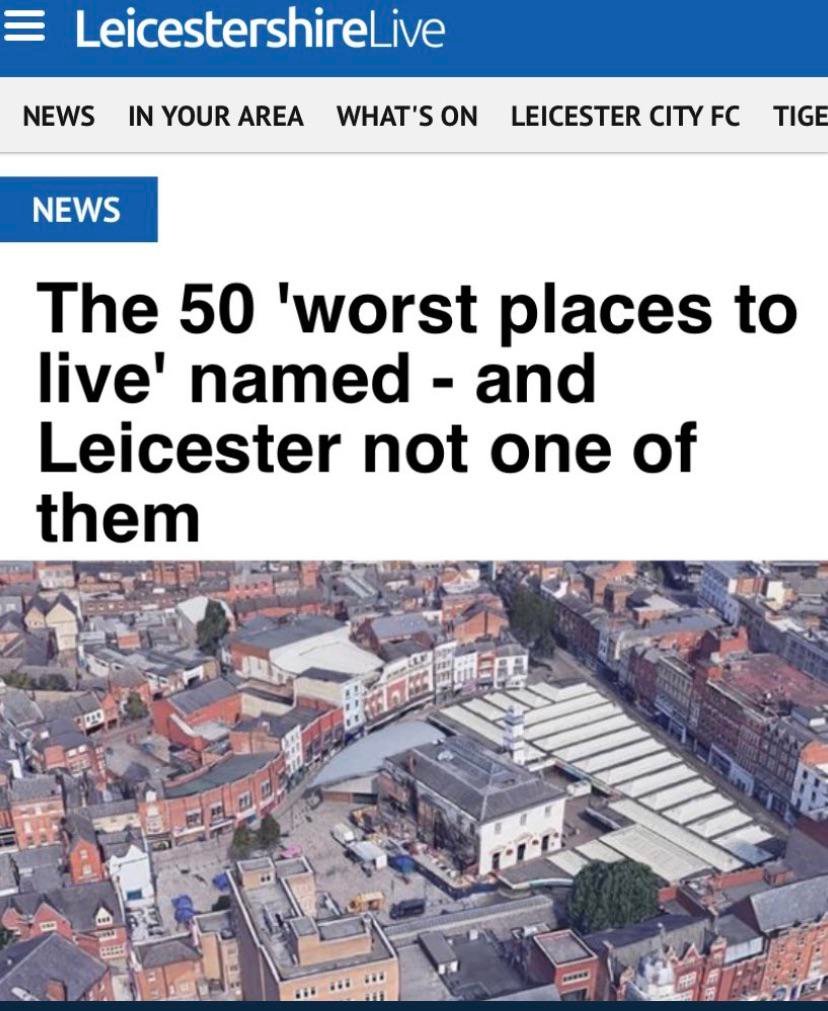 LeicestershireLive
NEWS IN YOUR AREA WHAT'S ON LEICESTER CITY FC TIGE
NEWS
The 50 'worst places to
live' named - and
Leicester not one of
them